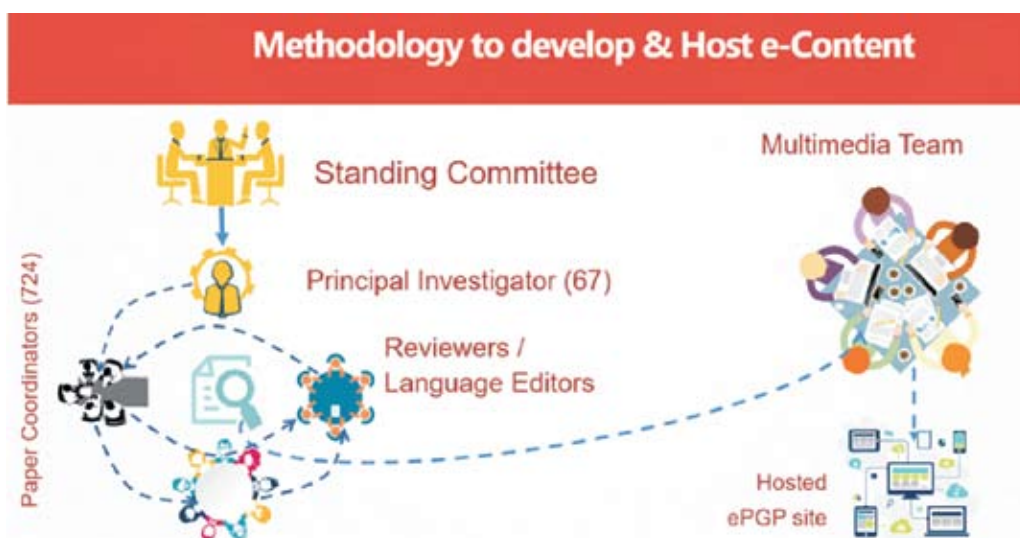 Methodology to develop & Host e-Content
Standing Committee
Multimedia Team
Principal Investigator (67)
Paper Coordinators (724)
Reviewers /
Language Editors
Hosted
ePGP site